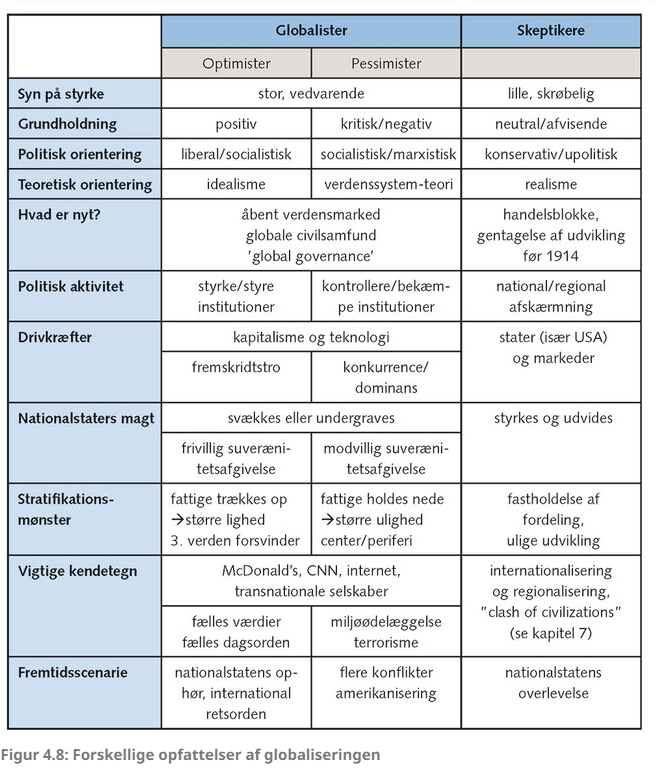 Globalister Skeptikere
Optimister Pessimister
Syn på styrke stor, vedvarende lille, skrøbelig
Grundholdning positiv kritisk/negativ neutral/afvisende
Politisk orientering liberal/socialistisk socialistisk/marxistisk konservativ/upolitisk
Teoretisk orientering idealisme verdenssystem-teori realisme
Hvad er nyt? åbent verdensmarked handelsblokke,
globale civilsamfund gentagelse af udvikling
'global governance' før 1914
Politisk aktivitet styrke/styre kontrollere/bekæm- national/regional
institutioner pe institutioner afskærmning
Drivkræfter kapitalisme og teknologi stater (især USA)
og markeder
fremskridtstro konkurrence/
dominans
Nationalstaters magt svækkes eller undergraves styrkes og udvides
frivillig suveræni- modvillig suveræni-
tetsafgivelse tetsafgivelse
Stratifikations- fattige trækkes op fattige holdes nede fastholdelse af
mønster →større lighed →større ulighed fordeling,
3. verden forsvinder center/periferi ulige udvikling
Vigtige kendetegn McDonald's, CNN, internet, internationalisering
transnationale selskaber og regionalisering,
fælles værdier miljøødelæggelse "clash of civilizations"
fælles dagsorden terrorisme (se kapitel 7)
Fremtidsscenarie nationalstatens op- flere konflikter nationalstatens
hør, international amerikanisering overlevelse
retsorden
Figur 4.8: Forskellige opfattelser af globaliseringen